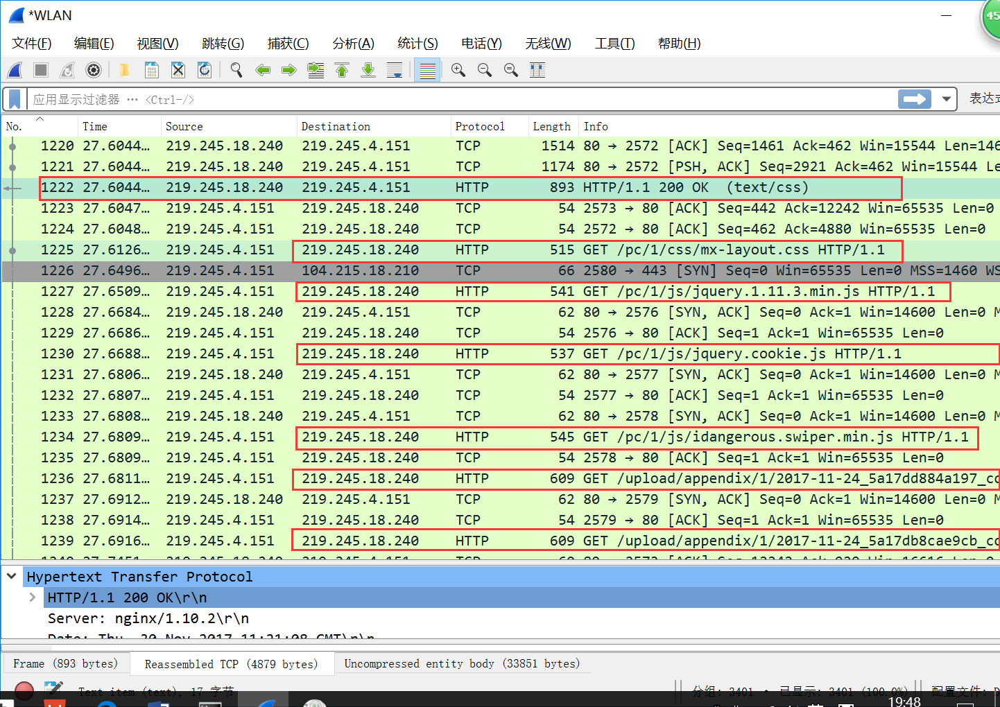 *WLAN
45
文件(F) 编辑(E) 视图(V) 跳转(G) 捕获(C) 分析(A) 统计(S) 电话(Y) 无线(W) 工具(T) 帮助(H)
应用显示过滤器 … <Ctrl-/> 表达式
No. Time Source Destination Protocol Length Info
1220 27.6044… 219.245.18.240 219.245.4.151 TCP 1514 80 → 2572 [ACK] Seq=1461 Ack=462 Win=15544 Len=146
1221 27.6044… 219.245.18.240 219.245.4.151 TCP 1174 80 → 2572 [PSH, ACK] Seq=2921 Ack=462 Win=15544 Le
1222 27.6044… 219.245.18.240 219.245.4.151 HTTP 893 HTTP/1.1 200 OK (text/css)
1223 27.6047… 219.245.4.151 219.245.18.240 TCP 54 2573 → 80 [ACK] Seq=442 Ack=12242 Win=65535 Len=0
1224 27.6048… 219.245.4.151 219.245.18.240 TCP 54 2572 → 80 [ACK] Seq=462 Ack=4880 Win=65535 Len=0
1225 27.6126… 219.245.4.151 219.245.18.240 HTTP 515 GET /pc/1/css/mx-layout.css HTTP/1.1
1226 27.6496… 219.245.4.151 104.215.18.210 TCP 66 2580 → 443 [SYN] Seq=0 Win=65535 Len=0 MSS=1460 WS
1227 27.6509… 219.245.4.151 219.245.18.240 HTTP 541 GET /pc/1/js/jquery.1.11.3.min.js HTTP/1.1
1228 27.6684… 219.245.18.240 219.245.4.151 TCP 62 80 → 2576 [SYN, ACK] Seq=0 Ack=1 Win=14600 Len=0 M
1229 27.6686… 219.245.4.151 219.245.18.240 TCP 54 2576 → 80 [ACK] Seq=1 Ack=1 Win=65535 Len=0
1230 27.6688… 219.245.4.151 219.245.18.240 HTTP 537 GET /pc/1/js/jquery.cookie.js HTTP/1.1
1231 27.6806… 219.245.18.240 219.245.4.151 TCP 62 80 → 2577 [SYN, ACK] Seq=0 Ack=1 Win=14600 Len=0 M
1232 27.6807… 219.245.4.151 219.245.18.240 TCP 54 2577 → 80 [ACK] Seq=1 Ack=1 Win=65535 Len=0
1233 27.6808… 219.245.18.240 219.245.4.151 TCP 62 80 → 2578 [SYN, ACK] Seq=0 Ack=1 Win=14600 Len=0 M
1234 27.6809… 219.245.4.151 219.245.18.240 HTTP 545 GET /pc/1/js/idangerous.swiper.min.js HTTP/1.1
1235 27.6809… 219.245.4.151 219.245.18.240 TCP 54 2578 → 80 [ACK] Seq=1 Ack=1 Win=65535 Len=0
1236 27.6811… 219.245.4.151 219.245.18.240 HTTP 609 GET /upload/appendix/1/2017-11-24_5a17dd884a197_cc
1237 27.6912… 219.245.18.240 219.245.4.151 TCP 62 80 → 2579 [SYN, ACK] Seq=0 Ack=1 Win=14600 Len=0 M
1238 27.6914… 219.245.4.151 219.245.18.240 TCP 54 2579 → 80 [ACK] Seq=1 Ack=1 Win=65535 Len=0
1239 27.6916… 219.245.4.151 219.245.18.240 HTTP 609 GET /upload/appendix/1/2017-11-24_5a17db8cae9cb_cc
Hypertext Transfer Protocol
HTTP/1.1 200 OK\r\n
Server: nginx/1.10.2\r\n
Date: Thu, 30 Nov 2017 11:21:08 GMT\r\n
Frame (893 bytes) Reassembled TCP (4879 bytes) Uncompressed entity body (33851 bytes)
Text item (text), 17 字节 分组: 3401 · 已显示: 3401 (100.0%) 配置文件: D
19:48